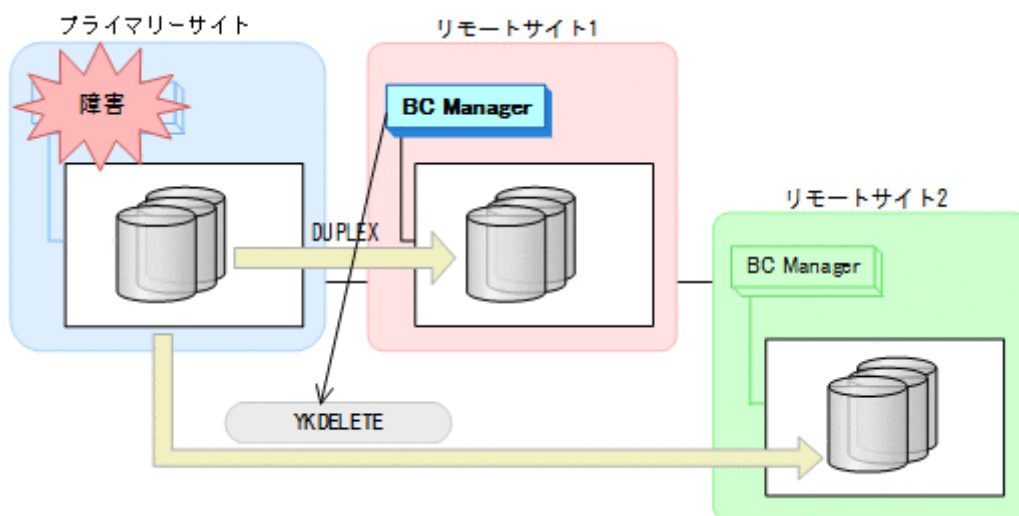 プライマリーサイト
リモートサイト1
障害
BC Manager
リモートサイト2
DUPLEX
BC Manager
YKDELETE